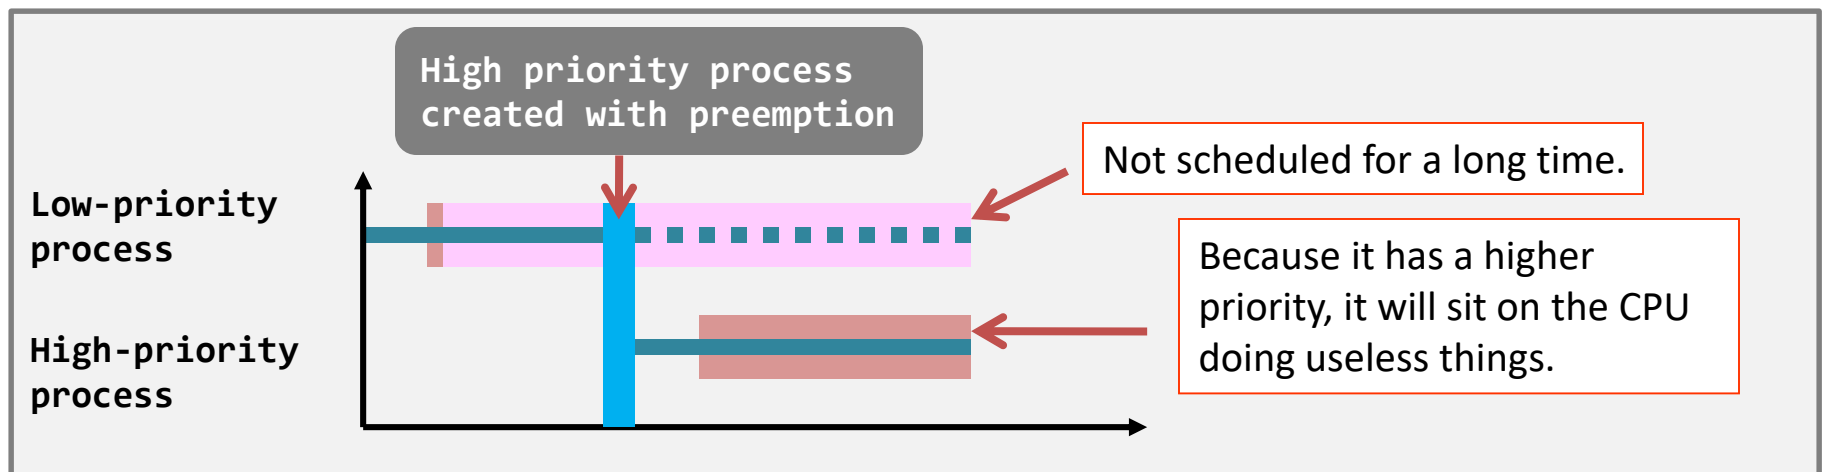 High priority process
created with preemption
Not scheduled for a long time.
Low-priority
process
Because it has a higher
priority, it will sit on the CPU
doing useless things.
High-priority
process